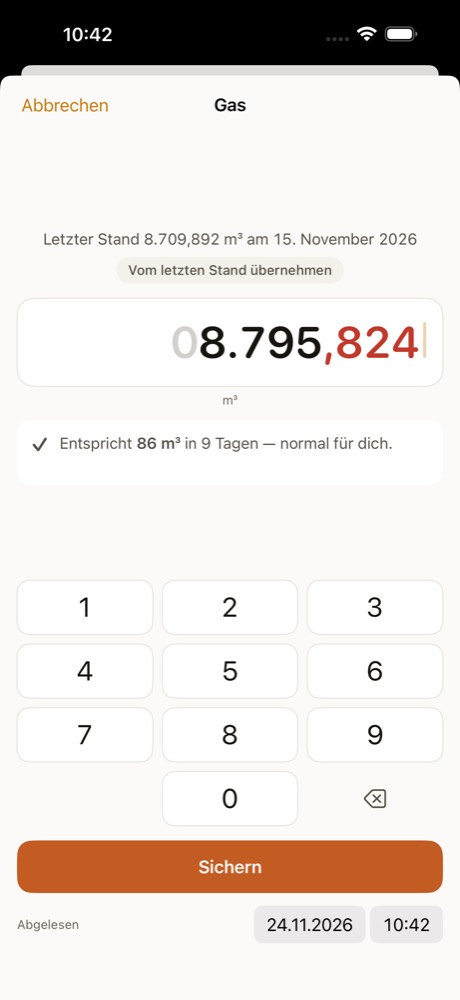 10:42
Abbrechen
Gas
Letzter Stand 8.709,892 m³ am 15. November 2026
Vom letzten Stand übernehmen
08.795,824
m³
Entspricht 86 m³ in 9 Tagen — normal für dich.
1 2 3
4 5 6
7 8 9
0
Sichern
Abgelesen 24.11.2026 10:42